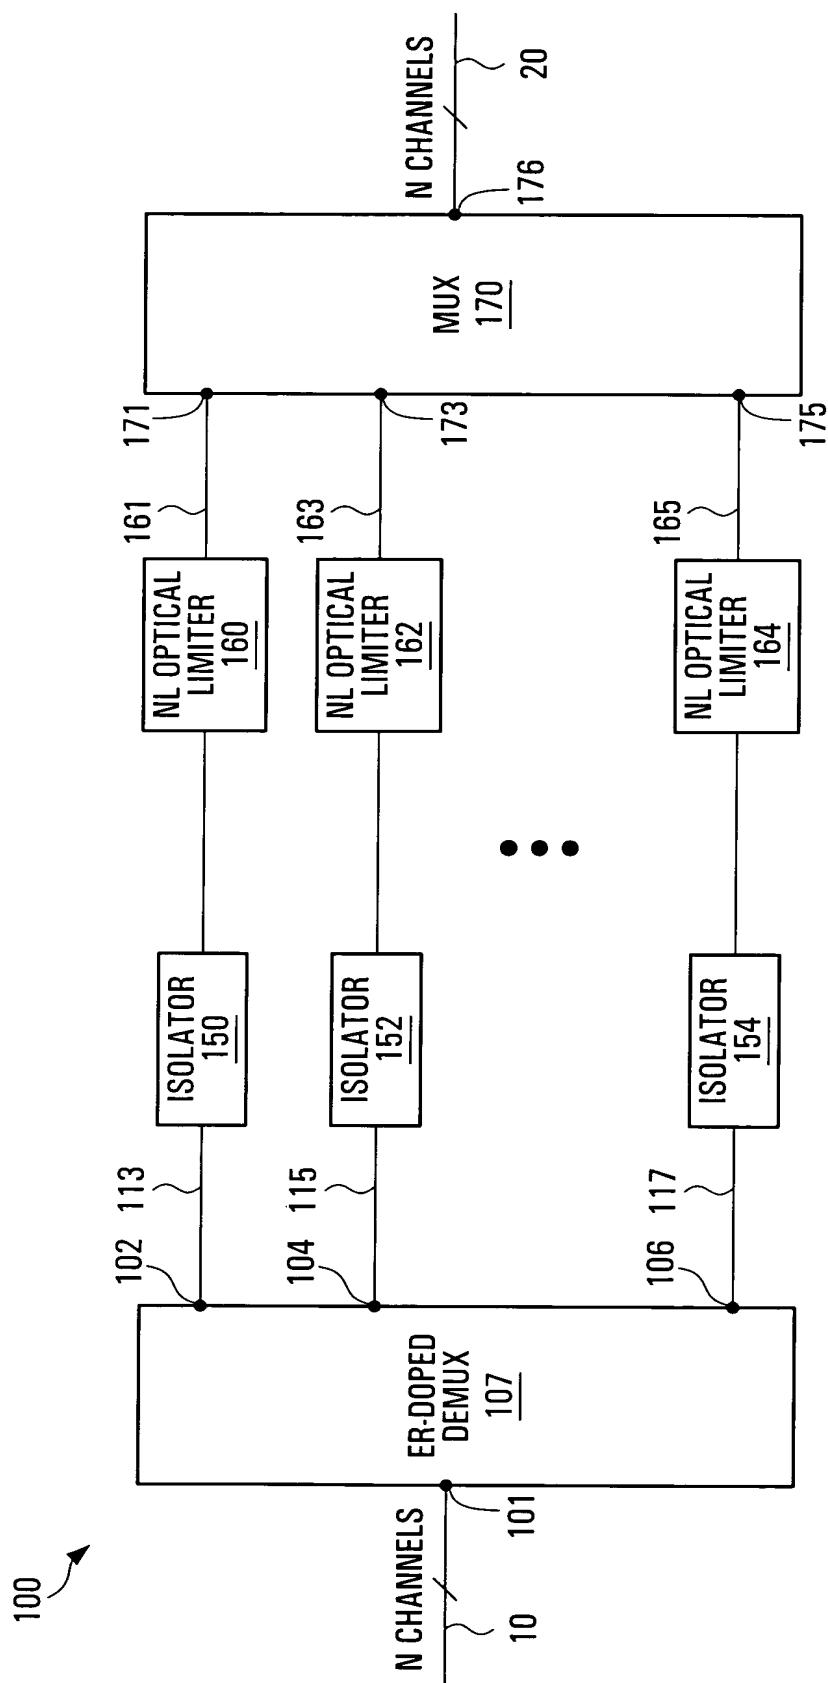 100
N CHANNELS
10
101
ER-DOPED
DEMUX
107
102
113
ISOLATOR
150
NL OPTICAL
LIMITER
160
161
171
104
115
ISOLATOR
152
NL OPTICAL
LIMITER
162
163
173
106
117
ISOLATOR
154
NL OPTICAL
LIMITER
164
165
175
MUX
170
176
N CHANNELS
20